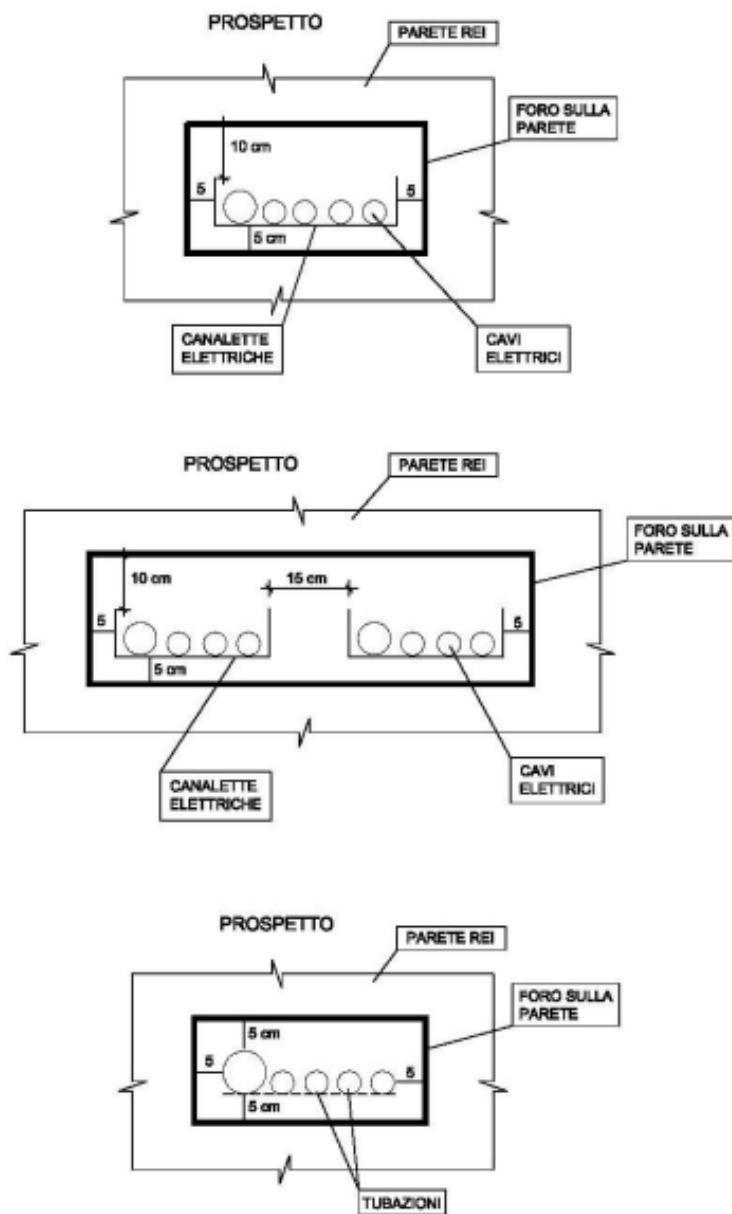 PROSPETTO
PARETE REI
FORO SULLA
PARETE
10 cm
5
5
5 cm
CANALETTE
ELETTRICHE
CAVI
ELETTRICI
PROSPETTO
PARETE REI
FORO SULLA
PARETE
10 cm
15 cm
5
5
5 cm
CANALETTE
ELETTRICHE
CAVI
ELETTRICI
PROSPETTO
PARETE REI
FORO SULLA
PARETE
5 cm
5
5
5 cm
TUBAZIONI